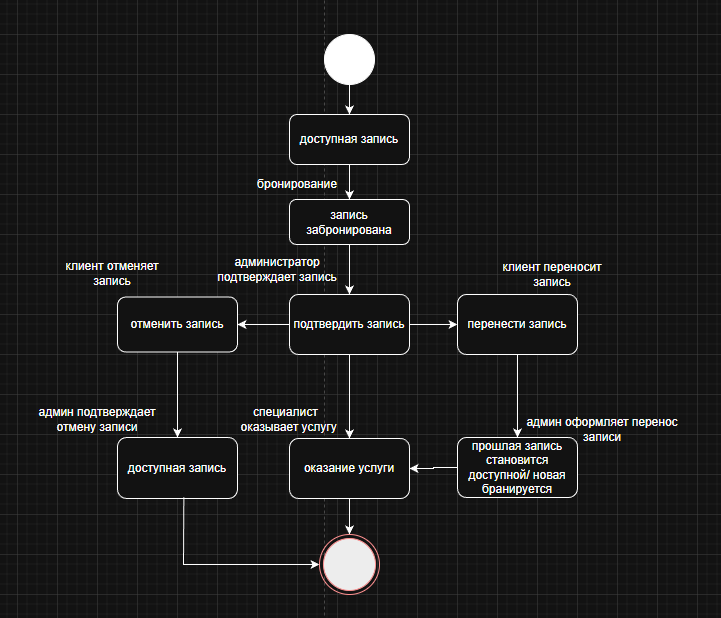 доступная запись
бронирование
запись
забронирована
администратор
подтверждает запись
клиент отменяет
запись
клиент переносит
запись
отменить запись
подтвердить запись
перенести запись
админ подтверждает
отмену записи
специалист
оказывает услугу
админ оформляет перенос
записи
доступная запись
оказание услуги
прошлая запись
становится
доступной/ новая
бранируется